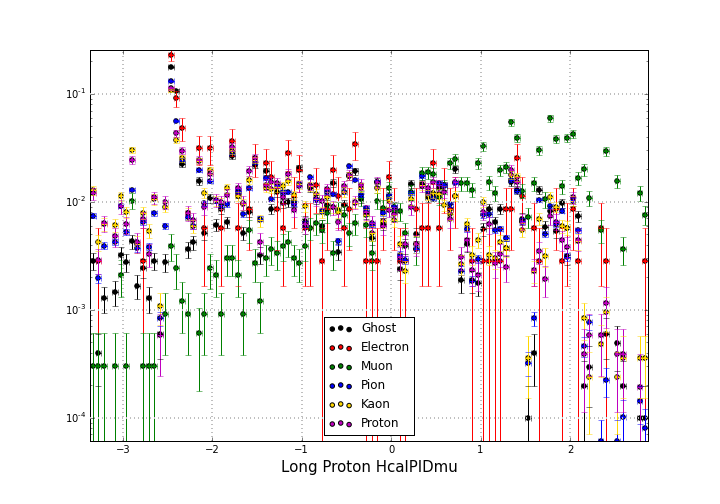 10⁻¹
10⁻²
10⁻³
10⁻⁴
−3
−2
−1
0
1
2
Ghost
Electron
Muon
Pion
Kaon
Proton
Long Proton HcalPIDmu